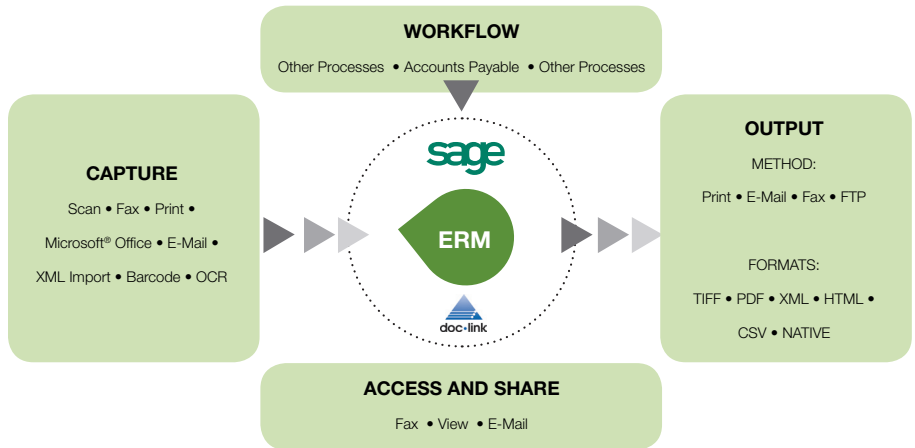 WORKFLOW
Other Processes • Accounts Payable • Other Processes
CAPTURE
Scan • Fax • Print •
Microsoft® Office • E-Mail •
XML Import • Barcode • OCR
sage
ERM
doc•link
OUTPUT
METHOD:
Print • E-Mail • Fax • FTP
FORMATS:
TIFF • PDF • XML • HTML •
CSV • NATIVE
ACCESS AND SHARE
Fax • View • E-Mail